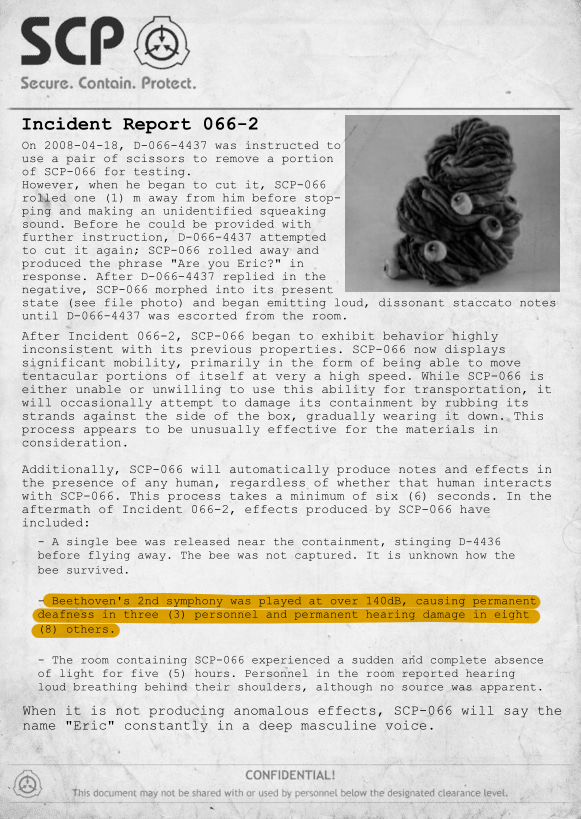 SCP
Secure. Contain. Protect.
Incident Report 066-2
On 2008-04-18, D-066-4437 was instructed to
use a pair of scissors to remove a portion
of SCP-066 for testing.
However, when he began to cut it, SCP-066
rolled one (1) m away from him before stop-
ping and making an unidentified squeaking
sound. Before he could be provided with
further instruction, D-066-4437 attempted
to cut it again; SCP-066 rolled away and
produced the phrase "Are you Eric?" in
response. After D-066-4437 replied in the
negative, SCP-066 morphed into its present
state (see file photo) and began emitting loud, dissonant staccato notes
until D-066-4437 was escorted from the room.
After Incident 066-2, SCP-066 began to exhibit behavior highly
inconsistent with its previous properties. SCP-066 now displays
significant mobility, primarily in the form of being able to move
tentacular portions of itself at very a high speed. While SCP-066 is
either unable or unwilling to use this ability for transportation, it
will occasionally attempt to damage its containment by rubbing its
strands against the side of the box, gradually wearing it down. This
process appears to be unusually effective for the materials in
consideration.
Additionally, SCP-066 will automatically produce notes and effects in
the presence of any human, regardless of whether that human interacts
with SCP-066. This process takes a minimum of six (6) seconds. In the
aftermath of Incident 066-2, effects produced by SCP-066 have
included:
- A single bee was released near the containment, stinging D-4436
before flying away. The bee was not captured. It is unknown how the
bee survived.
- Beethoven's 2nd symphony was played at over 140dB, causing permanent
deafness in three (3) personnel and permanent hearing damage in eight
(8) others.
- The room containing SCP-066 experienced a sudden and complete absence
of light for five (5) hours. Personnel in the room reported hearing
loud breathing behind their shoulders, although no source was apparent.
When it is not producing anomalous effects, SCP-066 will say the
name "Eric" constantly in a deep masculine voice.
CONFIDENTIAL!
This document may not be shared with or used by personnel below the designated clearance level.